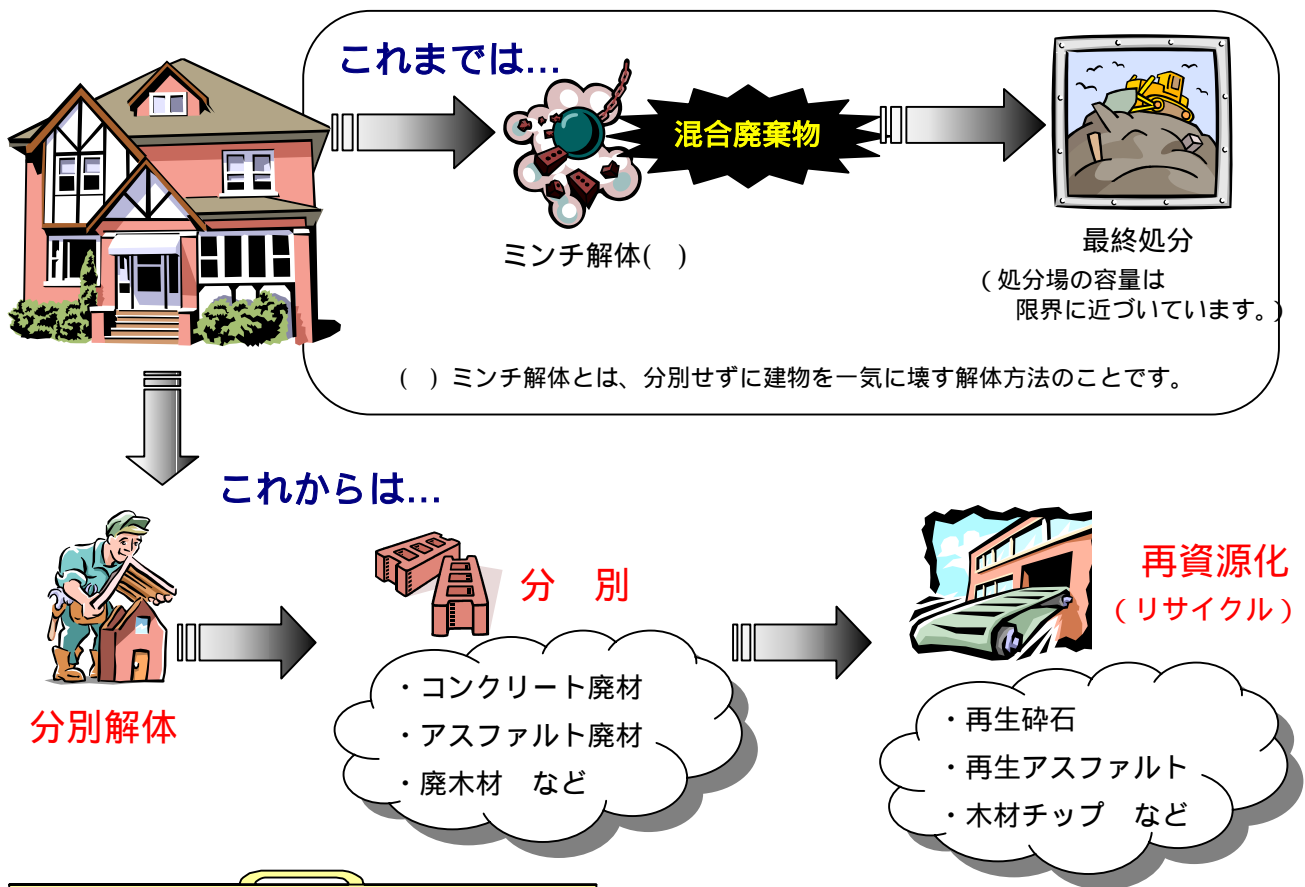 これまでは...
混合廃棄物
ミンチ解体(　)
最終処分
(処分場の容量は
限界に近づいています。)
(　) ミンチ解体とは、分別せずに建物を一気に壊す解体方法のことです。
これからは...
分別解体
分　別
・コンクリート廃材
・アスファルト廃材
・廃木材　など
再資源化
(リサイクル)
・再生砕石
・再生アスファルト
・木材チップ　など